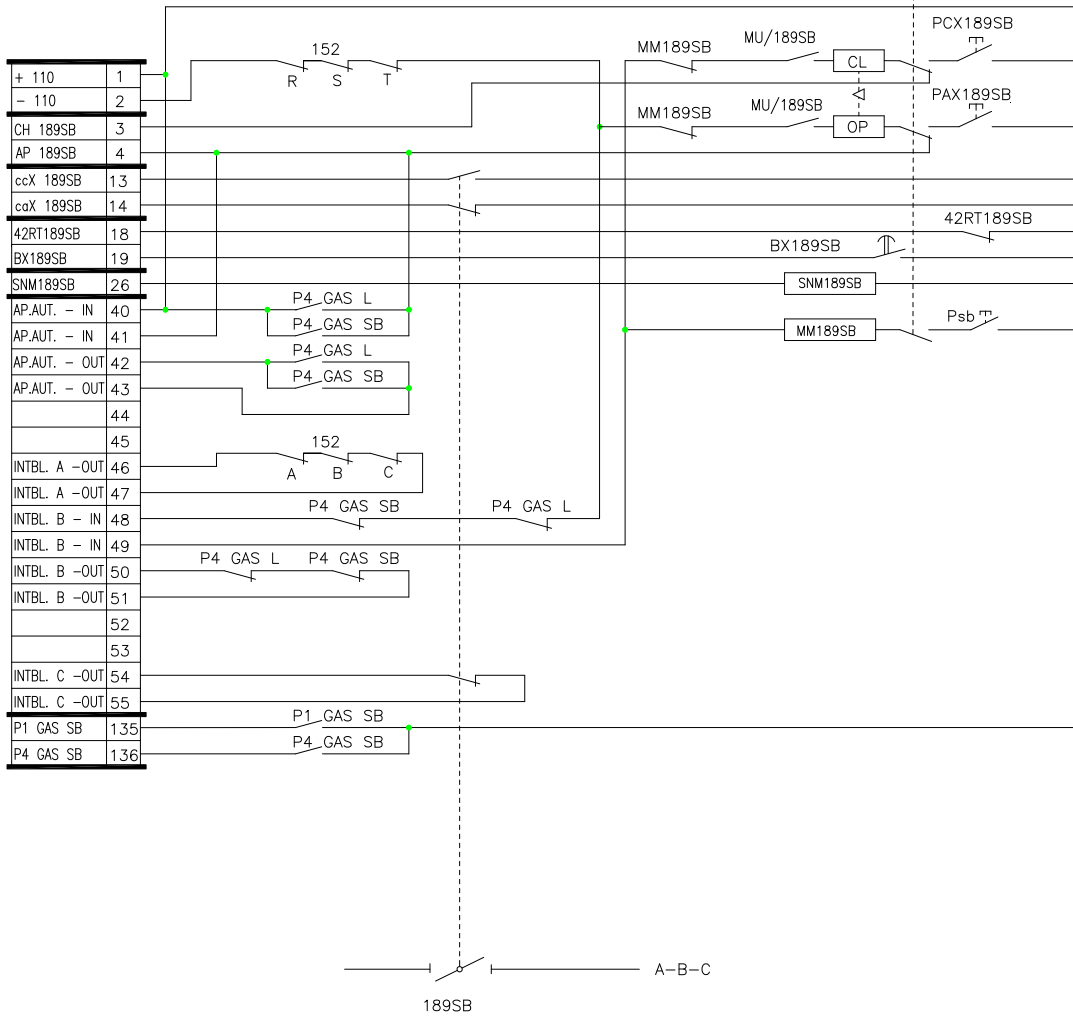 PCX189SB
152
MM189SB
MU/189SB
CL
+ 110 1
R S T
- 110 2
PAX189SB
MM189SB
MU/189SB
OP
CH 189SB 3
AP 189SB 4
ccX 189SB 13
caX 189SB 14
42RT189SB
42RT189SB 18
BX189SB
BX189SB 19
SNM189SB 26
SNM189SB
P4 GAS L
AP.AUT. - IN 40
P4 GAS SB
AP.AUT. - IN 41
MM189SB
Psb
P4 GAS L
AP.AUT. - OUT 42
P4 GAS SB
AP.AUT. - OUT 43
44
45
152
INTBL. A -OUT 46
A B C
INTBL. A -OUT 47
P4 GAS SB
P4 GAS L
INTBL. B - IN 48
INTBL. B - IN 49
P4 GAS L
P4 GAS SB
INTBL. B -OUT 50
INTBL. B -OUT 51
52
53
INTBL. C -OUT 54
INTBL. C -OUT 55
P1 GAS SB
P1 GAS SB 135
P4 GAS SB
P4 GAS SB 136
A-B-C
189SB